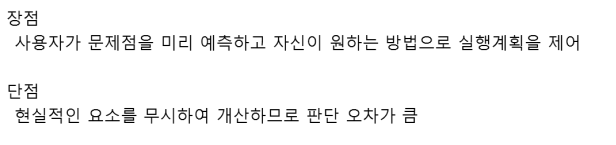 장점
사용자가 문제점을 미리 예측하고 자신이 원하는 방법으로 실행계획을 제어
단점
현실적인 요소를 무시하여 개산하므로 판단 오차가 큼